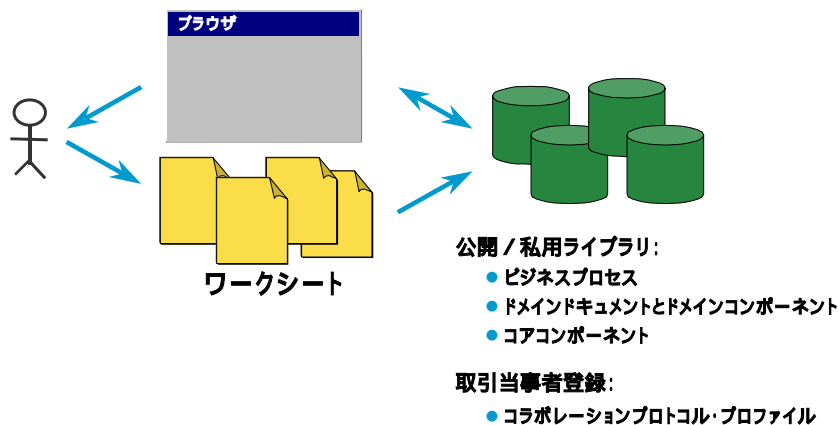 ブラウザ
ワークシート
公開 / 私用ライブラリ:
● ビジネスプロセス
● ドメインドキュメントとドメインコンポーネント
● コアコンポーネント
取引当事者登録:
● コラボレーションプロトコル・プロファイル